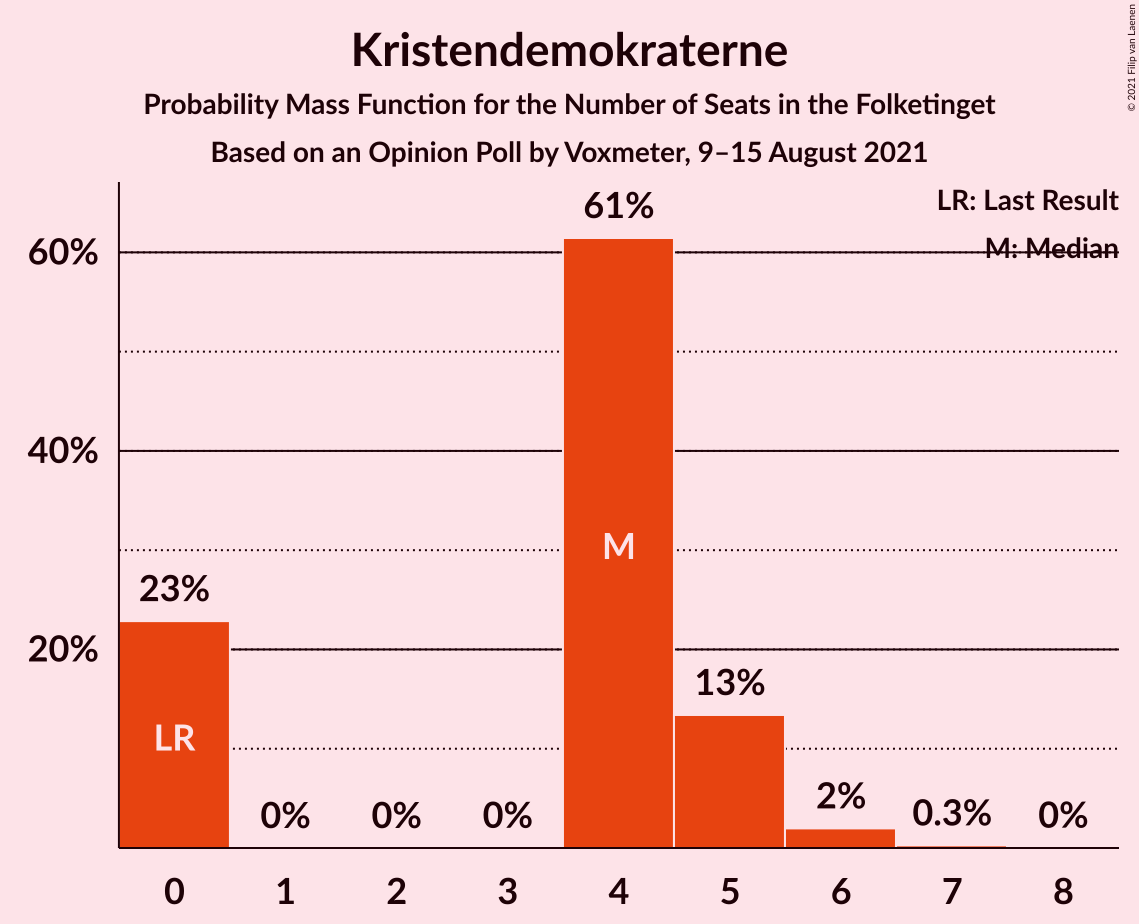 Kristendemokraterne
Probability Mass Function for the Number of Seats in the Folketinget
Based on an Opinion Poll by Voxmeter, 9–15 August 2021
© 2021 Filip van Laenen
LR: Last Result
M: Median
60%
40%
20%
23%
0%
0%
0%
61%
13%
2%
0.3%
0%
LR
M
0 1 2 3 4 5 6 7 8